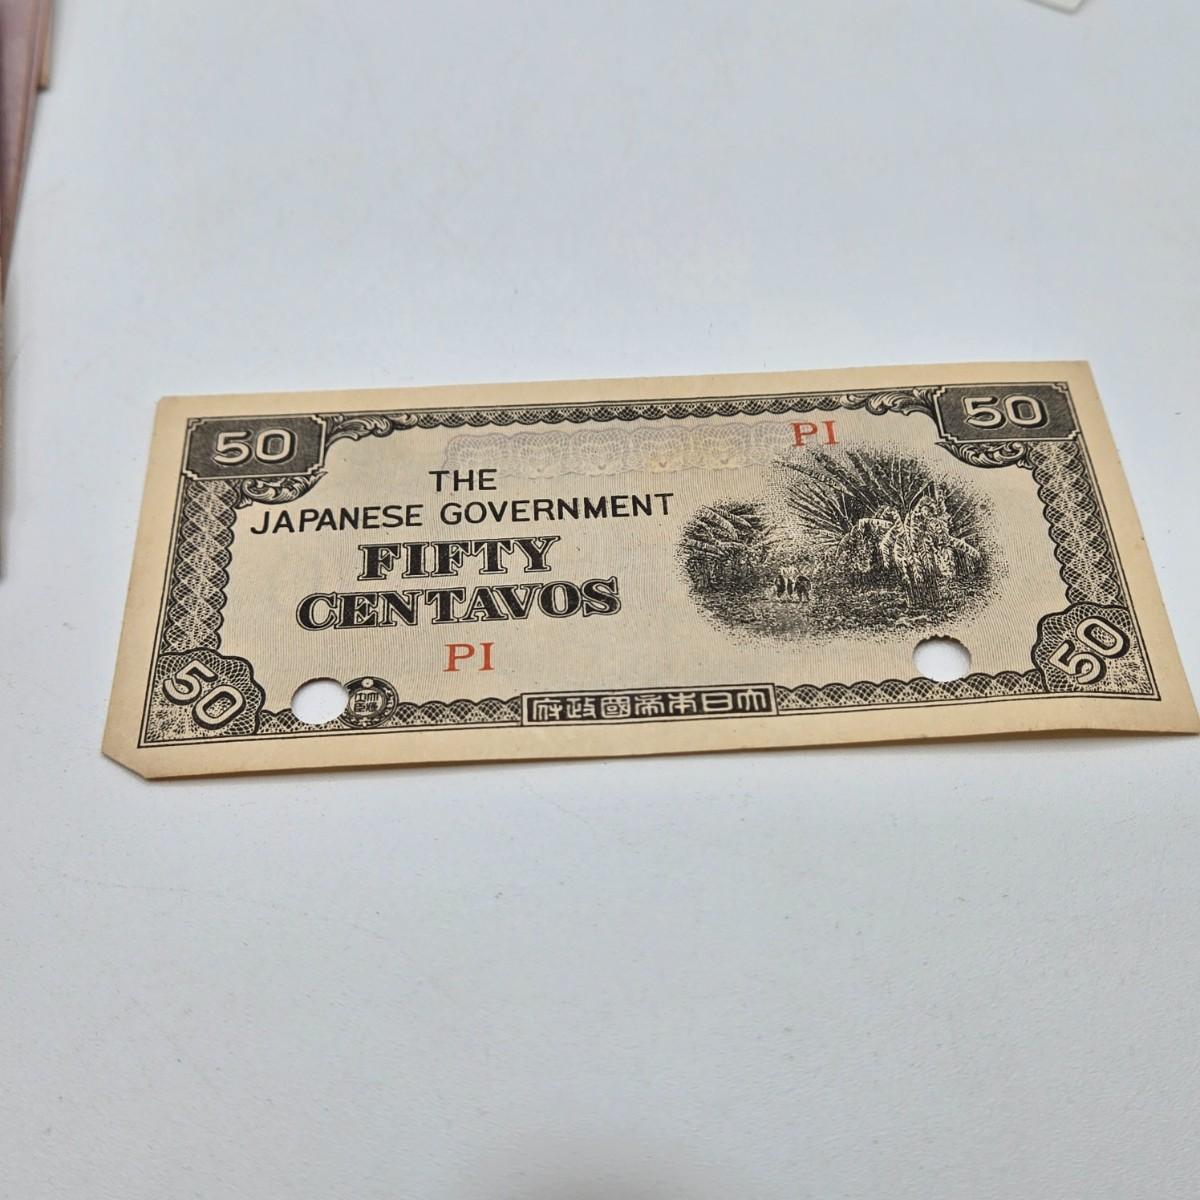 50
50
PI
THE
JAPANESE GOVERNMENT
FIFTY
CENTAVOS
PI
50
50
府政國帝本日大